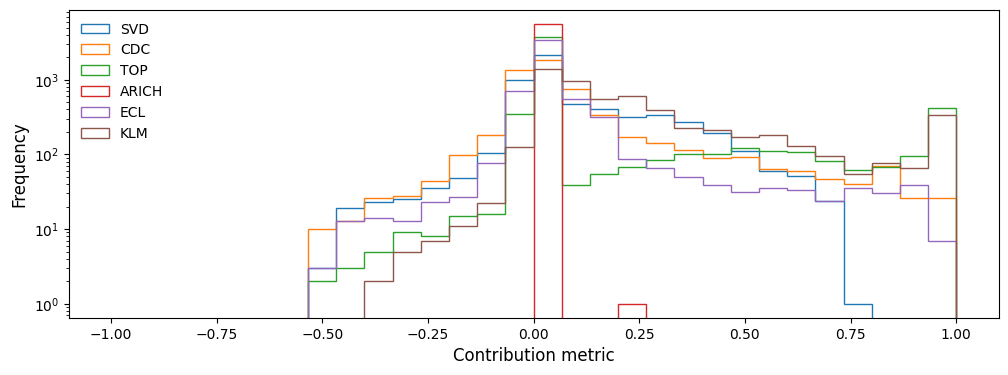 SVD
CDC
TOP
ARICH
ECL
KLM
Frequency
10³
10²
10¹
10⁰
−1.00 −0.75 −0.50 −0.25 0.00 0.25 0.50 0.75 1.00
Contribution metric